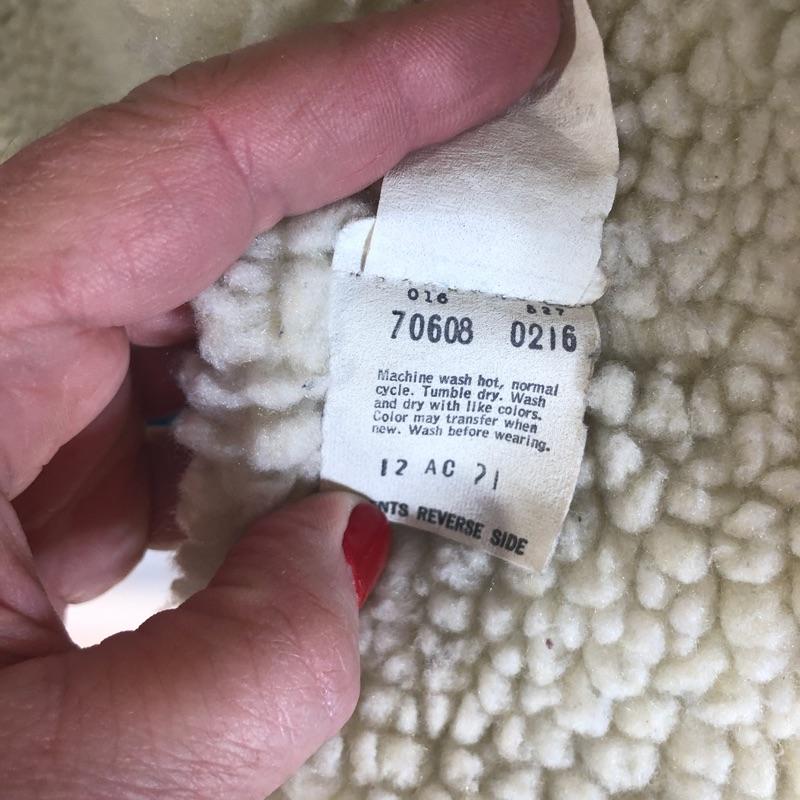 016 527
70608 0216
Machine wash hot, normal
cycle. Tumble dry. Wash
and dry with like colors.
Color may transfer when
new. Wash before wearing.
12 AC 71
NTS REVERSE SIDE